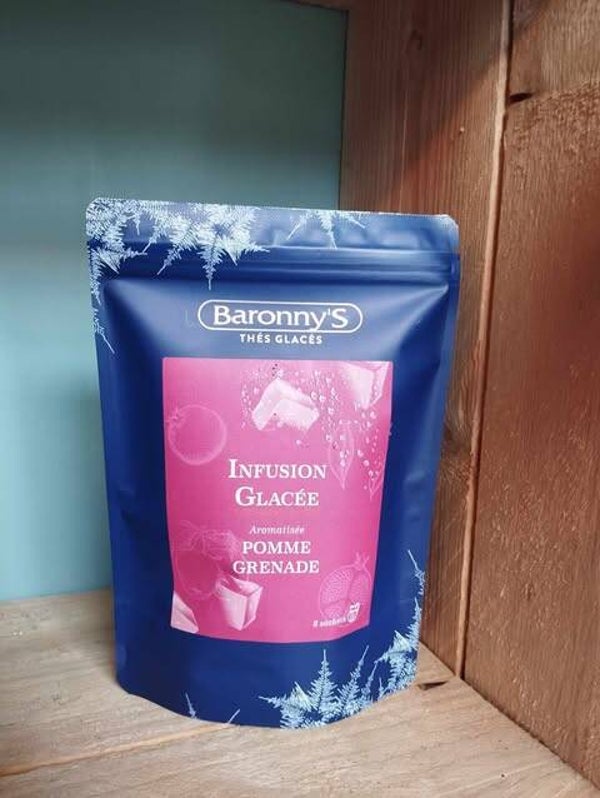 Baronny'S
THÉS GLACÉS
INFUSION
GLACÉE
Aromatisée
POMME
GRENADE
8 sachets